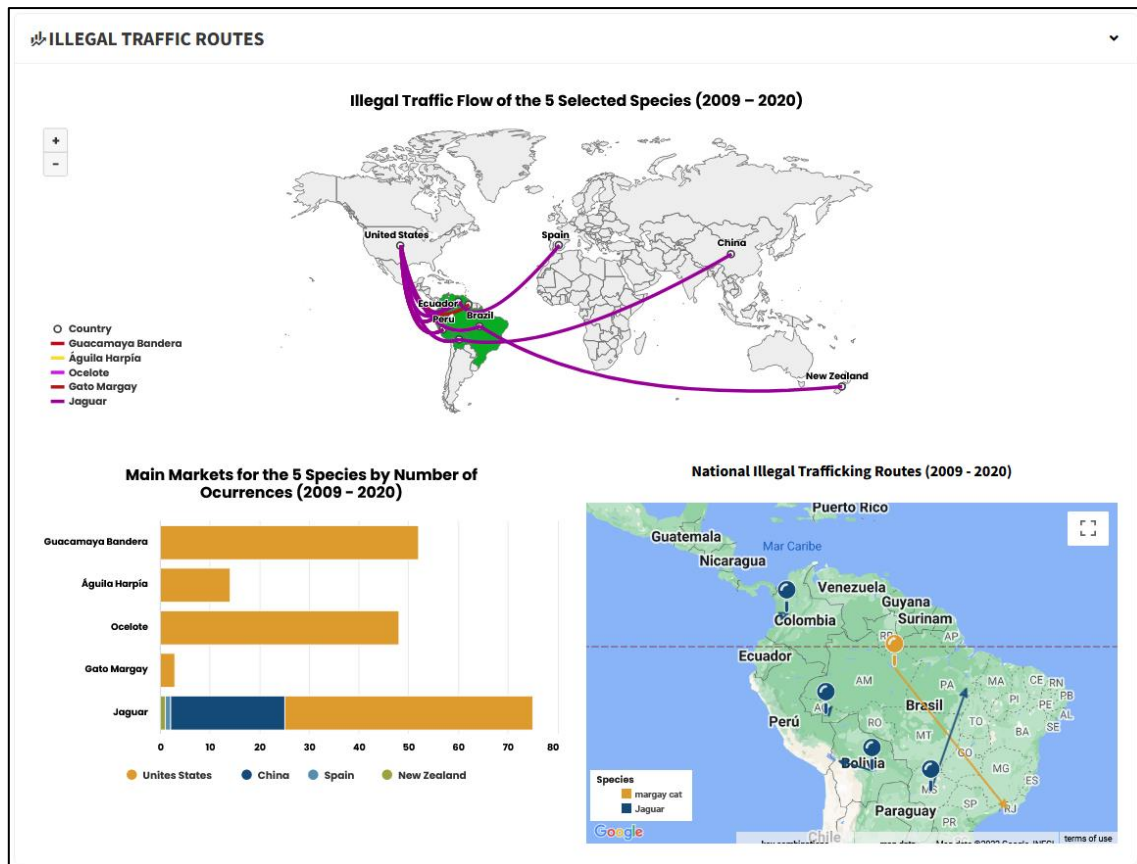 ILLEGAL TRAFFIC ROUTES
Illegal Traffic Flow of the 5 Selected Species (2009 – 2020)
+
−
United States
Spain
China
Ecuador
Peru
Brazil
New Zealand
Country
Guacamaya Bandera
Águila Harpía
Ocelote
Gato Margay
Jaguar
Main Markets for the 5 Species by Number of
Ocurrences (2009 - 2020)
Guacamaya Bandera
Águila Harpía
Ocelote
Gato Margay
Jaguar
0 10 20 30 40 50 60 70 80
Unites States China Spain New Zealand
National Illegal Trafficking Routes (2009 - 2020)
Puerto Rico
Guatemala
Mar Caribe
Nicaragua
Venezuela
Guyana
Colombia
Surinam
AP
Ecuador
AM
PA
MA
CE
RN
PB
PI
PE
AL
SE
Brasil
TO
Perú
RO
MT
BA
GO
Bolivia
MG
ES
MS
SP
RJ
Paraguay
PR
Chile
Species
margay cat
Jaguar
Google
terms of use